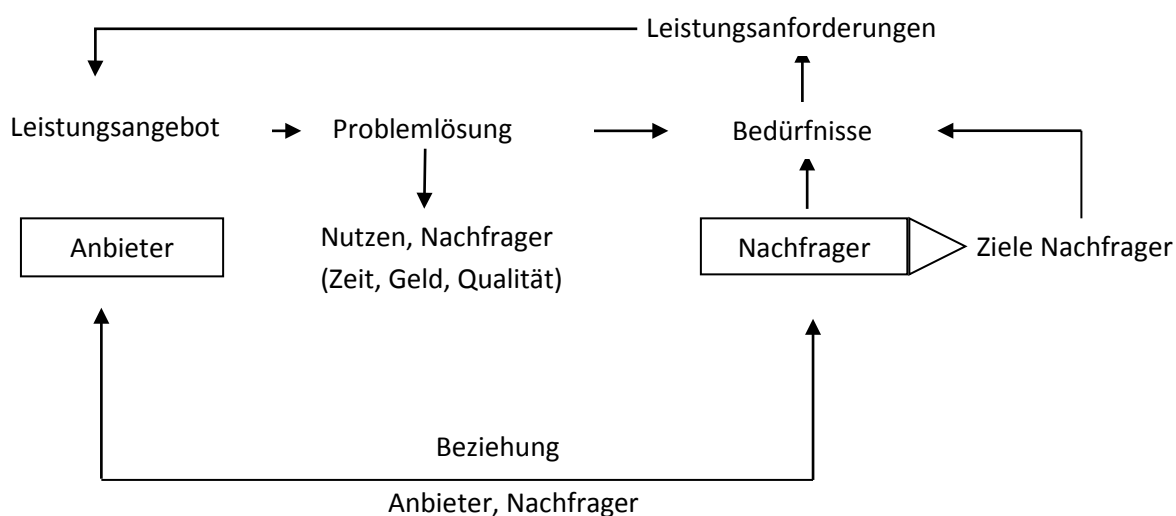 Leistungsanforderungen
Leistungsangebot
Problemlösung
Bedürfnisse
Anbieter
Nutzen, Nachfrager
(Zeit, Geld, Qualität)
Nachfrager
Ziele Nachfrager
Beziehung
Anbieter, Nachfrager